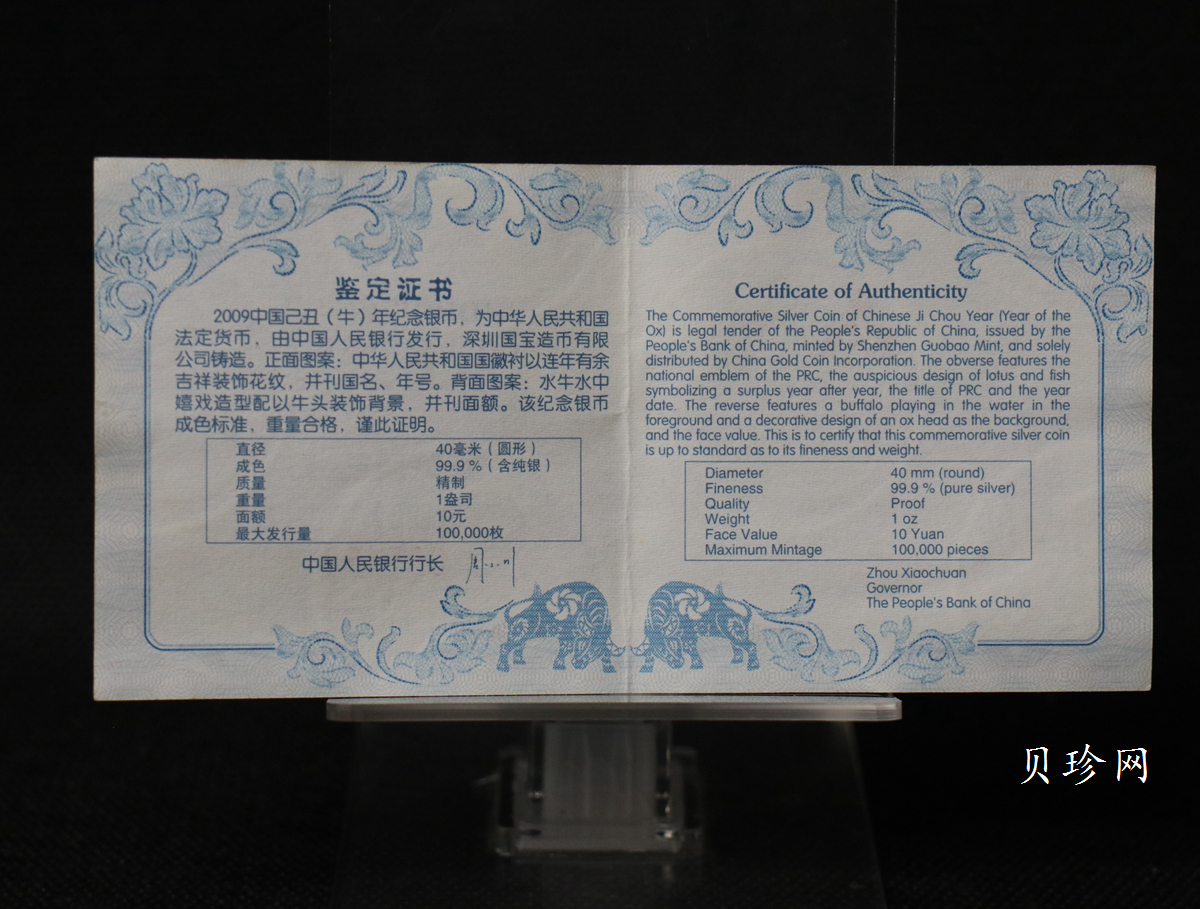 鉴定证书
2009中国己丑（牛）年纪念银币，为中华人民共和国
法定货币，由中国人民银行发行，深圳国宝造币有限
公司铸造。正面图案：中华人民共和国国徽衬以连年有余
吉祥装饰花纹，并刊国名、年号。背面图案：水牛水中
嬉戏造型配以牛头装饰背景，并刊面额。该纪念银币
成色标准，重量合格，谨此证明。
直径 40毫米（圆形）
成色 99.9％（含纯银）
质量 精制
重量 1盎司
面额 10元
最大发行量 100,000枚
中国人民银行行长
Certificate of Authenticity
The Commemorative Silver Coin of Chinese Ji Chou Year (Year of the
Ox) is legal tender of the People's Republic of China, issued by the
People's Bank of China, minted by Shenzhen Guobao Mint, and solely
distributed by China Gold Coin Incorporation. The obverse features the
national emblem of the PRC, the auspicious design of lotus and fish
symbolizing a surplus year after year, the title of PRC and the year
date. The reverse features a buffalo playing in the water in the
foreground and a decorative design of an ox head as the background,
and the face value. This is to certify that this commemorative silver coin
is up to standard as to its fineness and weight.
Diameter 40 mm (round)
Fineness 99.9 % (pure silver)
Quality Proof
Weight 1 oz
Face Value 10 Yuan
Maximum Mintage 100,000 pieces
Zhou Xiaochuan
Governor
The People's Bank of China
贝珍网